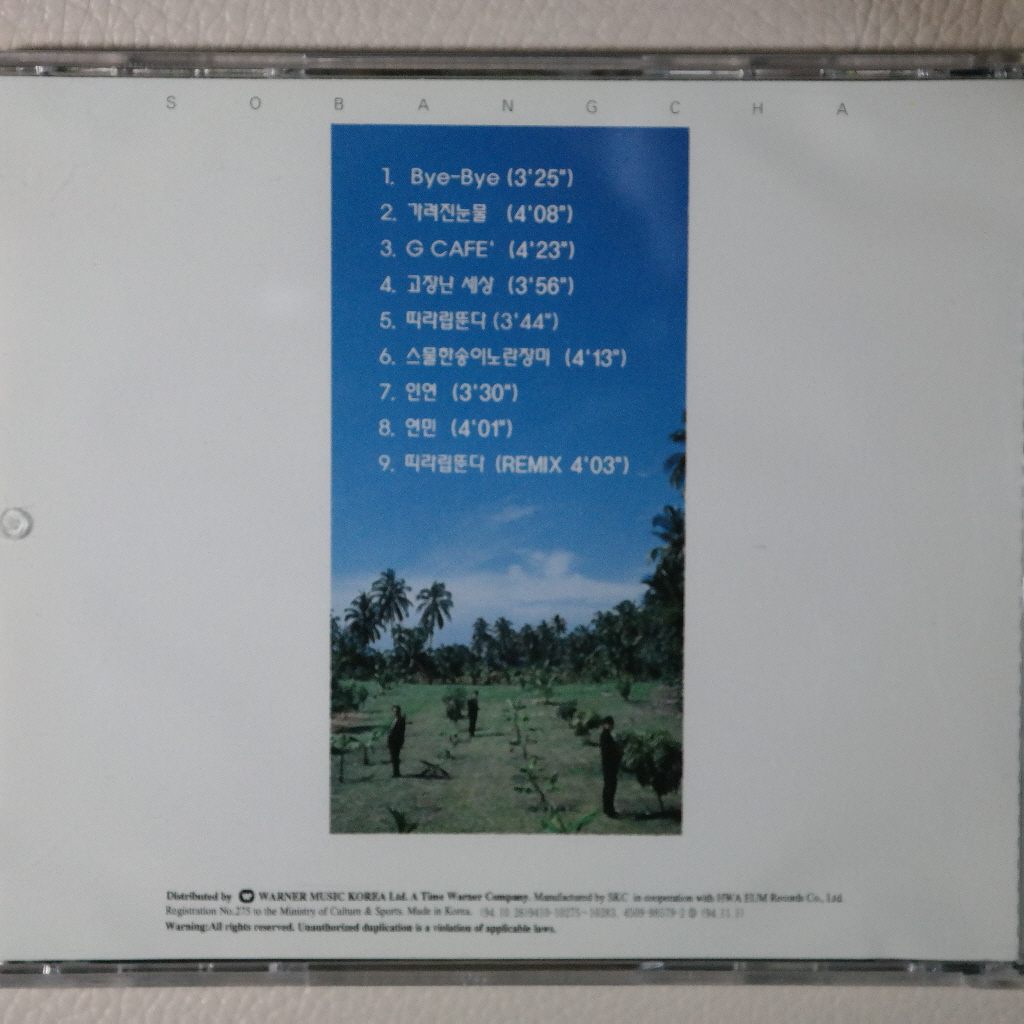 S O B A N G C H A
1. Bye-Bye (3'25")
2. 가려진눈물 (4'08")
3. G CAFE' (4'23")
4. 고장난 세상 (3'56")
5. 띠라립뚠다 (3'44")
6. 스물한송이노란장미 (4'13")
7. 인연 (3'30")
8. 연민 (4'01")
9. 띠라립뚠다 (REMIX 4'03")
Distributed by WARNER MUSIC KOREA Ltd. A Time Warner Company. Manufactured by SKC in cooperation with HWA EUM Records Co., Ltd
Registration No.275 to the Ministry of Culture & Sports. Made in Korea.
Warning:All rights reserved. Unauthorized duplication is a violation of applicable laws.